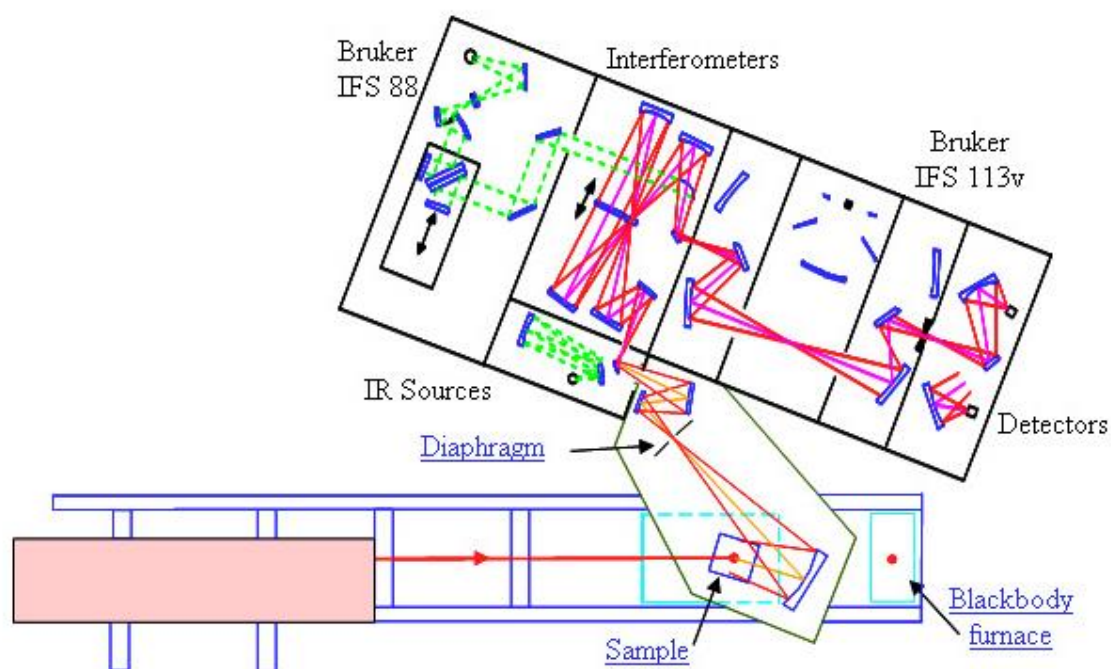 Bruker
IFS 88
Interferometers
Bruker
IFS 113v
IR Sources
Detectors
Diaphragm
Sample
Blackbody
furnace